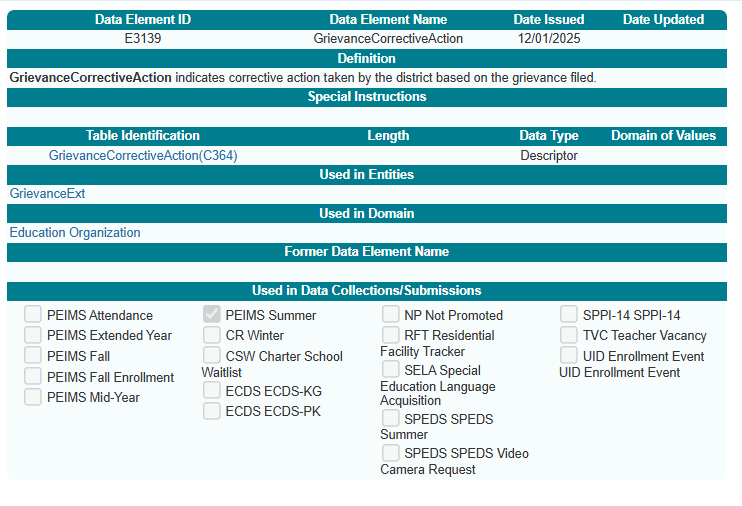 Data Element ID Data Element Name Date Issued Date Updated
E3139 GrievanceCorrectiveAction 12/01/2025
Definition
GrievanceCorrectiveAction indicates corrective action taken by the district based on the grievance filed.
Special Instructions
Table Identification Length Data Type Domain of Values
GrievanceCorrectiveAction(C364) Descriptor
Used in Entities
GrievanceExt
Used in Domain
Education Organization
Former Data Element Name
Used in Data Collections/Submissions
PEIMS Attendance
PEIMS Extended Year
PEIMS Fall
PEIMS Fall Enrollment
PEIMS Mid-Year
PEIMS Summer
CR Winter
CSW Charter School
Waitlist
ECDS ECDS-KG
ECDS ECDS-PK
NP Not Promoted
RFT Residential
Facility Tracker
SELA Special
Education Language
Acquisition
SPEDS SPEDS
Summer
SPEDS SPEDS Video
Camera Request
SPPI-14 SPPI-14
TVC Teacher Vacancy
UID Enrollment Event
UID Enrollment Event